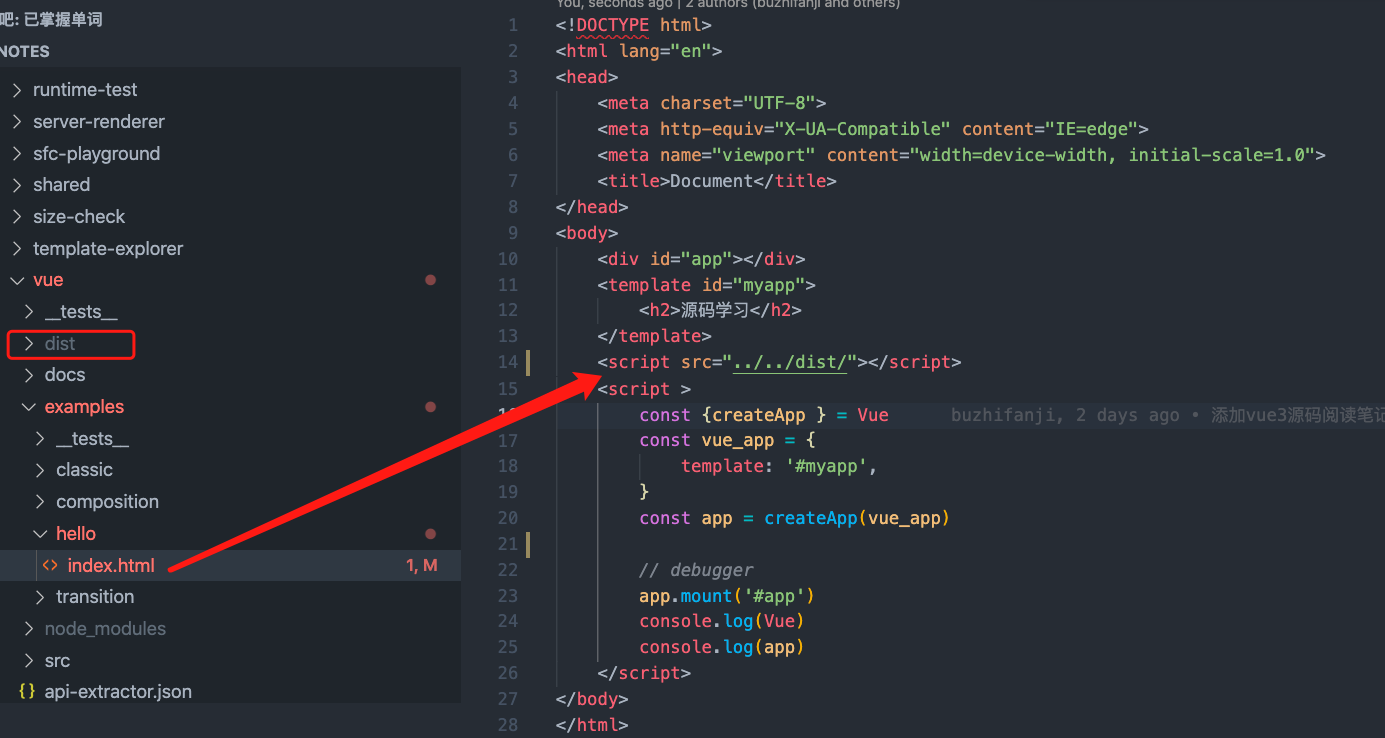 吧: 已掌握单词
NOTES
runtime-test
server-renderer
sfc-playground
shared
size-check
template-explorer
vue
__tests__
dist
docs
examples
__tests__
classic
composition
hello
<> index.html 1, M
transition
node_modules
src
{} api-extractor.json
You, seconds ago | 2 authors (buzhifanji and others)
1 <!DOCTYPE html>
2 <html lang="en">
3 <head>
4 <meta charset="UTF-8">
5 <meta http-equiv="X-UA-Compatible" content="IE=edge">
6 <meta name="viewport" content="width=device-width, initial-scale=1.0">
7 <title>Document</title>
8 </head>
9 <body>
10 <div id="app"></div>
11 <template id="myapp">
12 <h2>源码学习</h2>
13 </template>
14 <script src="../../dist/"></script>
15 <script >
16 const {createApp } = Vue buzhifanji, 2 days ago • 添加vue3源码阅读笔记
17 const vue_app = {
18 template: '#myapp',
19 }
20 const app = createApp(vue_app)
21
22 // debugger
23 app.mount('#app')
24 console.log(Vue)
25 console.log(app)
26 </script>
27 </body>
28 </html>